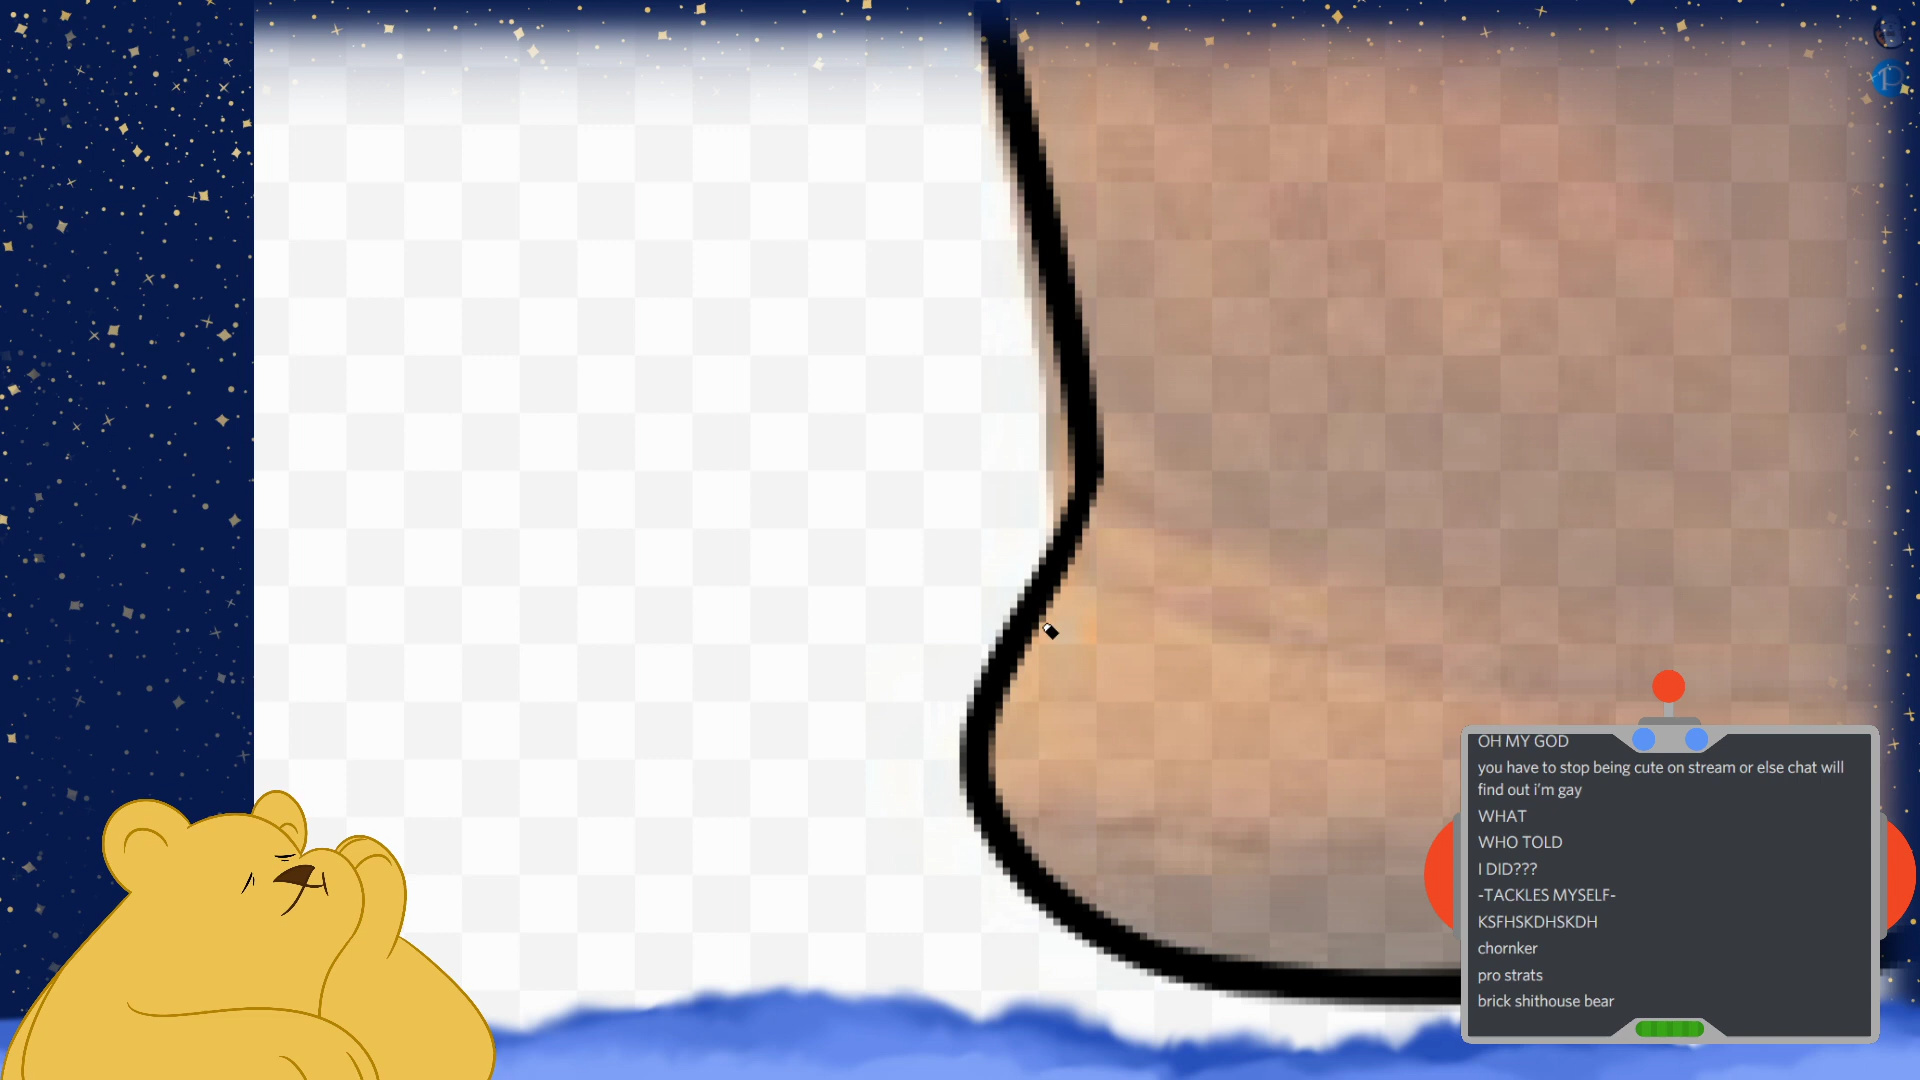 OH MY GOD
you have to stop being cute on stream or else chat will
find out i'm gay
WHAT
WHO TOLD
I DID???
-TACKLES MYSELF-
KSFHSKDHSKDH
chornker
pro strats
brick shithouse bear